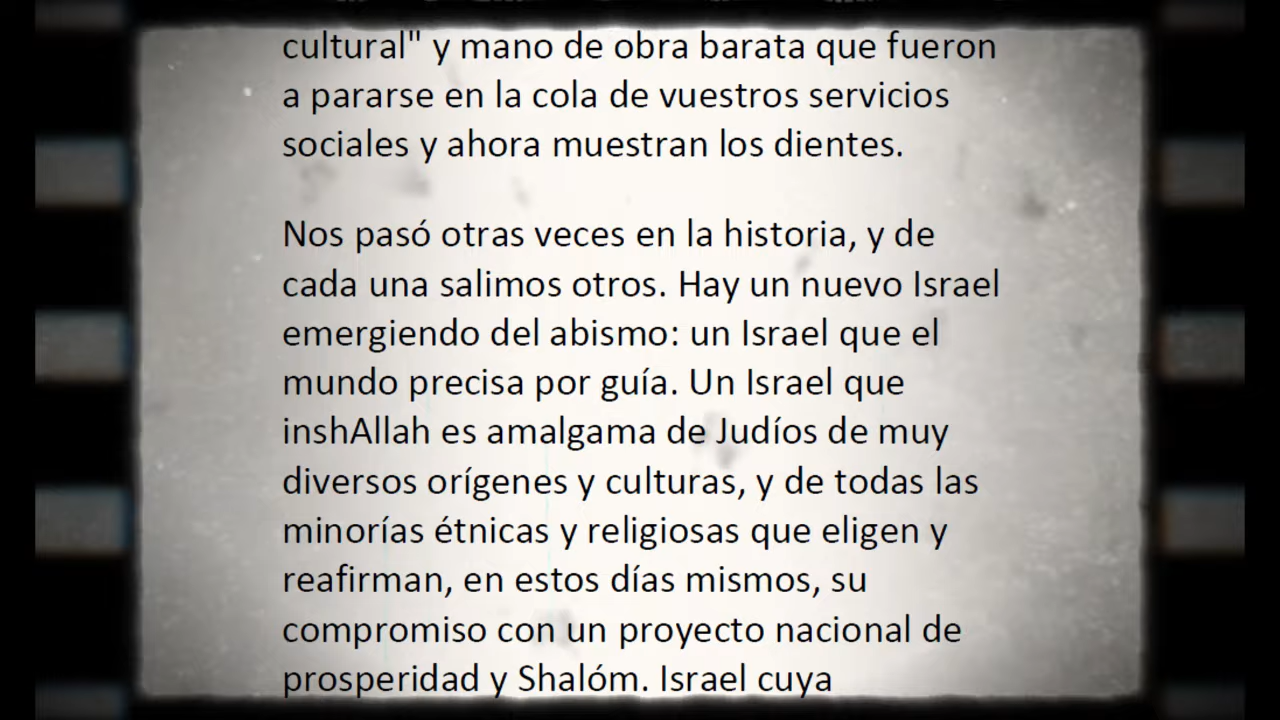 cultural" y mano de obra barata que fueron
a pararse en la cola de vuestros servicios
sociales y ahora muestran los dientes.
Nos pasó otras veces en la historia, y de
cada una salimos otros. Hay un nuevo Israel
emergiendo del abismo: un Israel que el
mundo precisa por guía. Un Israel que
inshAllah es amalgama de Judíos de muy
diversos orígenes y culturas, y de todas las
minorías étnicas y religiosas que eligen y
reafirman, en estos días mismos, su
compromiso con un proyecto nacional de
prosperidad y Shalóm. Israel cuya